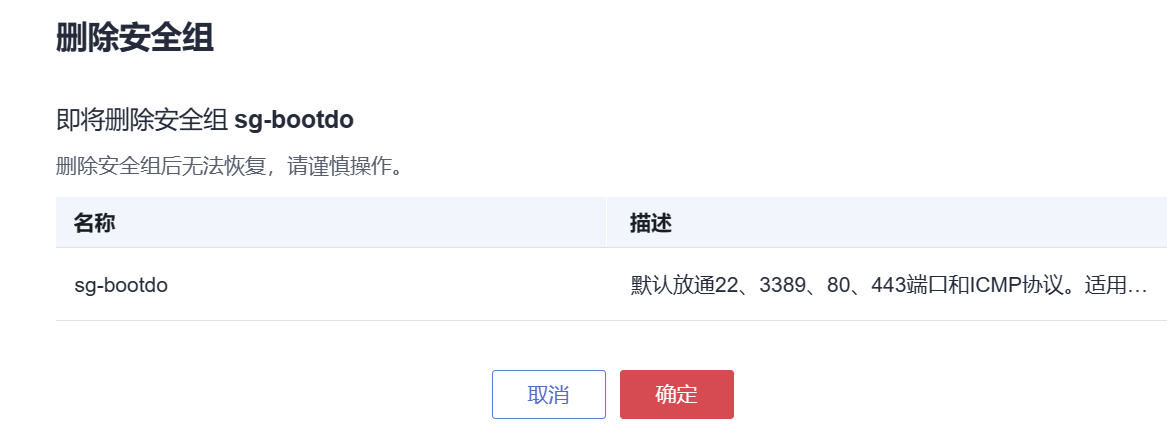 删除安全组
即将删除安全组 sg-bootdo
删除安全组后无法恢复，请谨慎操作。
名称 描述
sg-bootdo 默认放通22、3389、80、443端口和ICMP协议。适用...
取消 确定